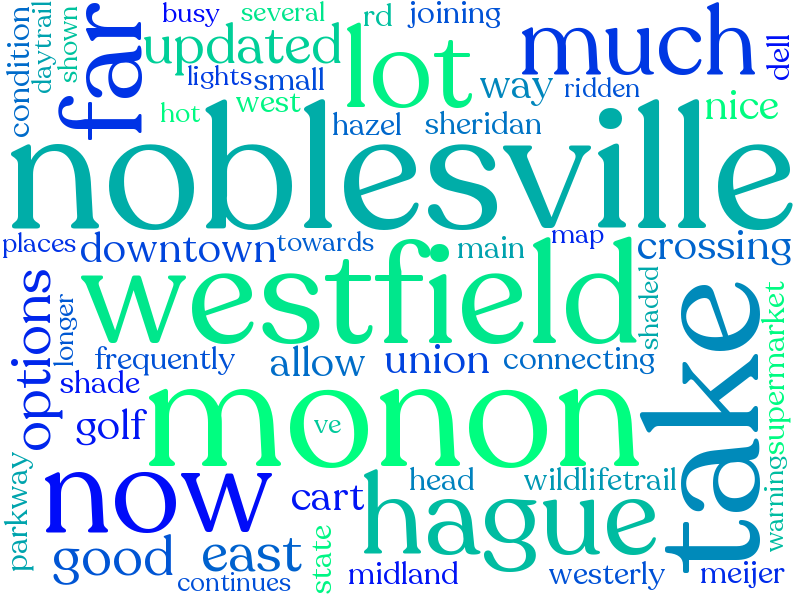 condition
daytrail
shown
far
busy
several
rd
joining
updated
lot
much
dell
lights
small
way
ridden
hot
west
hazel
sheridan
nice
noblesville
places
downtown
towards
main
map
crossing
westfield
shaded
take
supermarket
options
longer
frequently
allow
union
connecting
shade
golf
monon
ve
now
cart
head
wildlifetrail
hague
warning
parkway
good
east
state
continues
midland
westerly
meijer